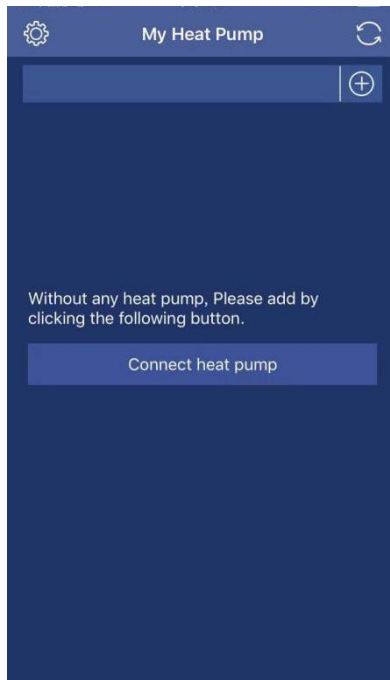 My Heat Pump
Without any heat pump, Please add by
clicking the following button.
Connect heat pump